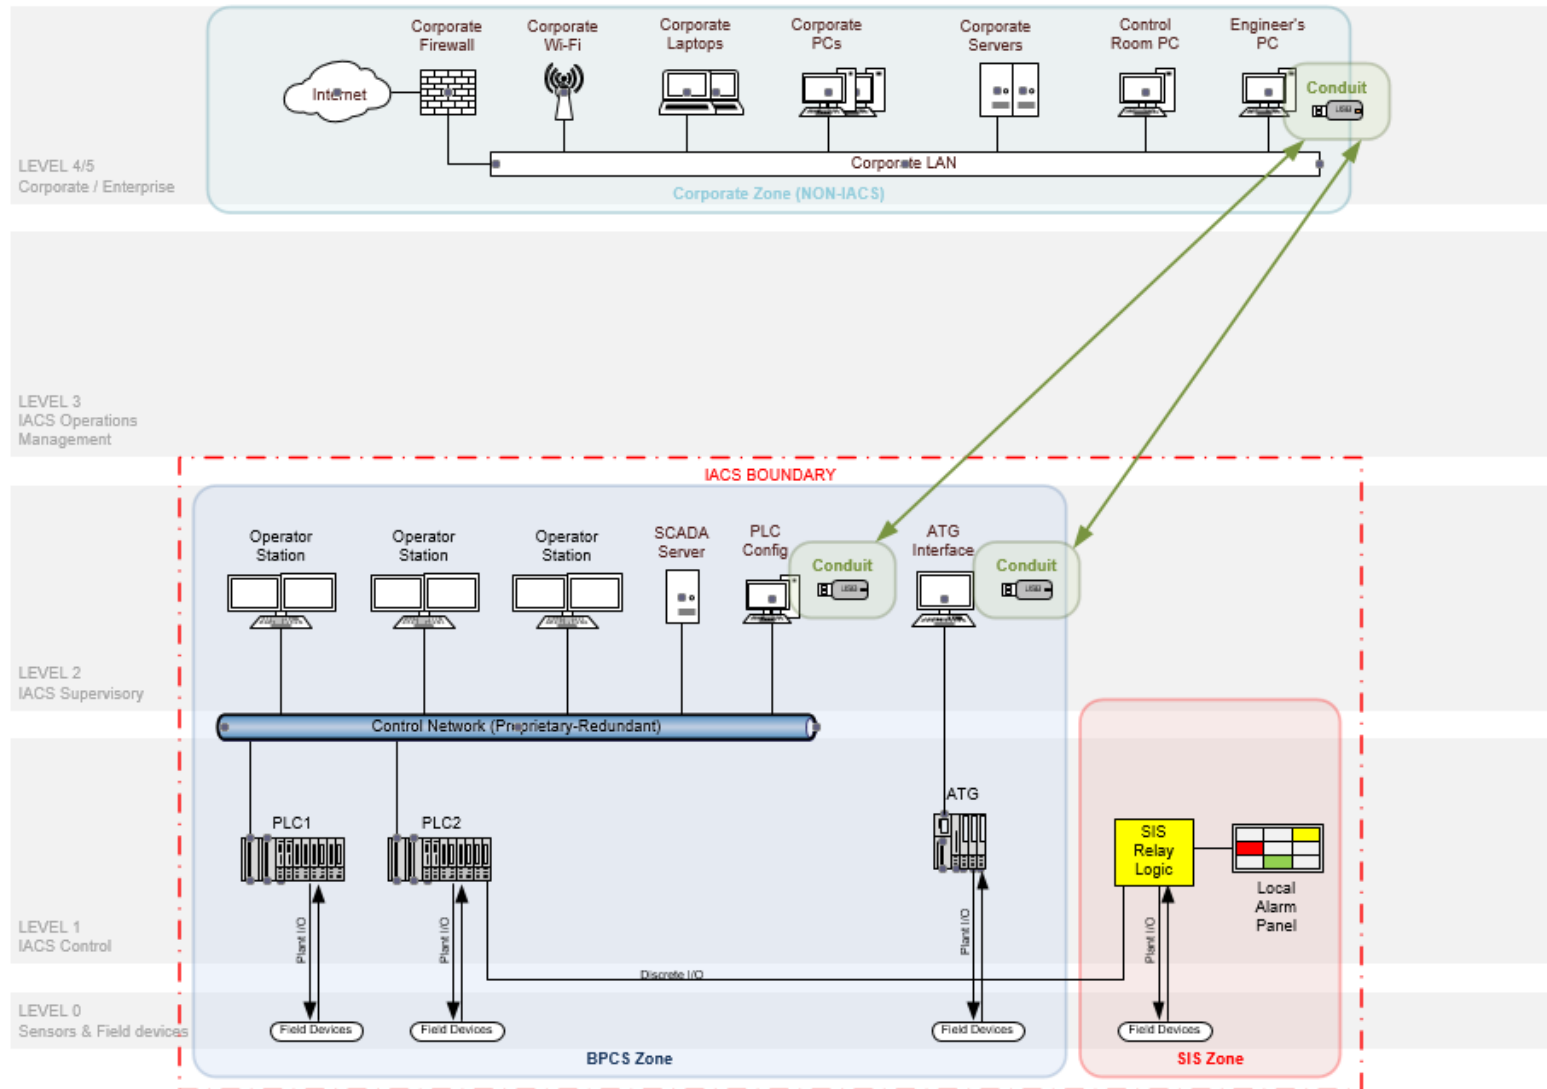 Corporate
Firewall
Corporate
Wi-Fi
Corporate
Laptops
Corporate
PCs
Corporate
Servers
Control
Room PC
Engineer's
PC
Internet
Conduit
USB
Corporate LAN
LEVEL 4/5
Corporate / Enterprise
Corporate Zone (NON-IACS)
LEVEL 3
IACS Operations
Management
IACS BOUNDARY
Operator
Station
Operator
Station
Operator
Station
SCADA
Server
PLC
Config
ATG
Interface
Conduit
USB
Conduit
USB
LEVEL 2
IACS Supervisory
Control Network (Proprietary-Redundant)
PLC1
PLC2
ATG
SIS
Relay
Logic
Local
Alarm
Panel
Plant I/O
Plant I/O
Plant I/O
Plant I/O
LEVEL 1
IACS Control
Discrete I/O
LEVEL 0
Sensors & Field devices
Field Devices
Field Devices
Field Devices
Field Devices
BPCS Zone
SIS Zone